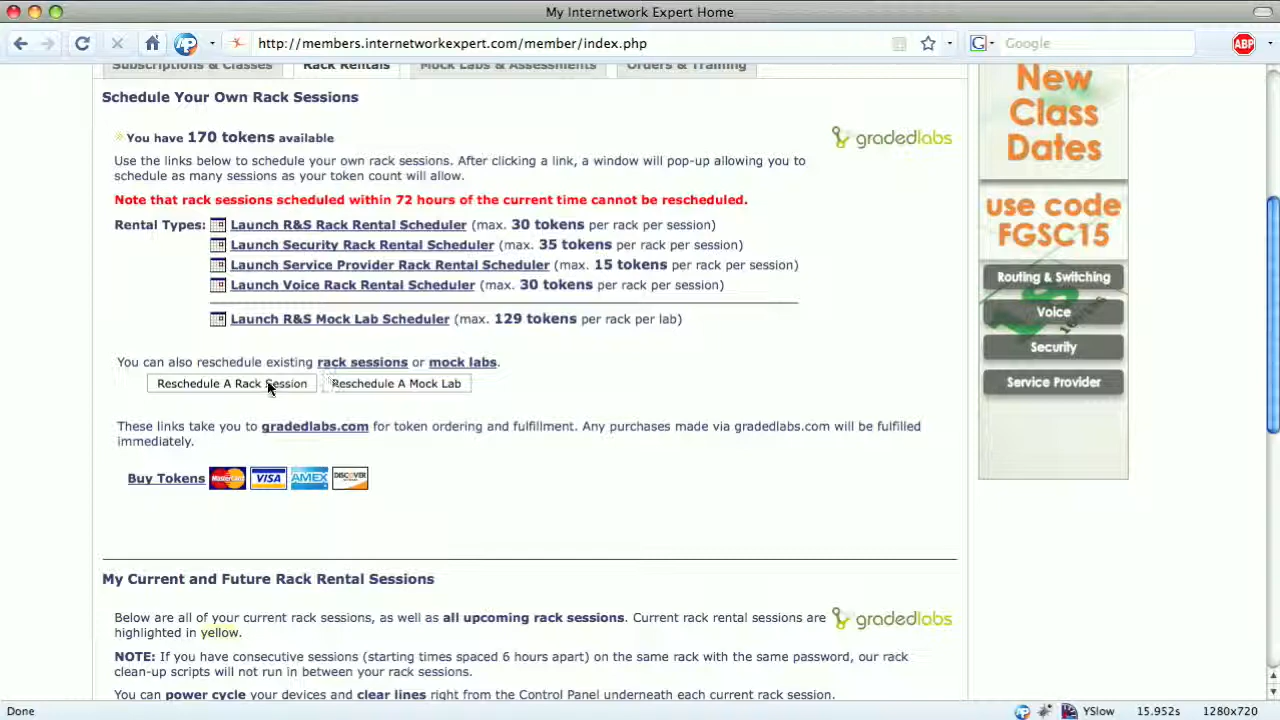 My Internetwork Expert Home
http://members.internetworkexpert.com/member/index.php
Google
ABP
Subscriptions & Classes
Rack Rentals
Mock Labs & Assessments
Orders & Training
Schedule Your Own Rack Sessions
You have 170 tokens available
gradedlabs
Use the links below to schedule your own rack sessions. After clicking a link, a window will pop-up allowing you to
schedule as many sessions as your token count will allow.
Note that rack sessions scheduled within 72 hours of the current time cannot be rescheduled.
Rental Types: Launch R&S Rack Rental Scheduler (max. 30 tokens per rack per session)
Launch Security Rack Rental Scheduler (max. 35 tokens per rack per session)
Launch Service Provider Rack Rental Scheduler (max. 15 tokens per rack per session)
Launch Voice Rack Rental Scheduler (max. 30 tokens per rack per session)
Launch R&S Mock Lab Scheduler (max. 129 tokens per rack per lab)
You can also reschedule existing rack sessions or mock labs.
Reschedule A Rack Session
Reschedule A Mock Lab
These links take you to gradedlabs.com for token ordering and fulfillment. Any purchases made via gradedlabs.com will be fulfilled
immediately.
Buy Tokens MasterCard VISA AMEX DISCOVER
My Current and Future Rack Rental Sessions
Below are all of your current rack sessions, as well as all upcoming rack sessions. Current rack rental sessions are
highlighted in yellow.
gradedlabs
NOTE: If you have consecutive sessions (starting times spaced 6 hours apart) on the same rack with the same password, our rack
clean-up scripts will not run in between your rack sessions.
You can power cycle your devices and clear lines right from the Control Panel underneath each current rack session.
New
Class
Dates
use code
FGSC15
Routing & Switching
Voice
Security
Service Provider
Done
YSlow
15.952s
1280x720